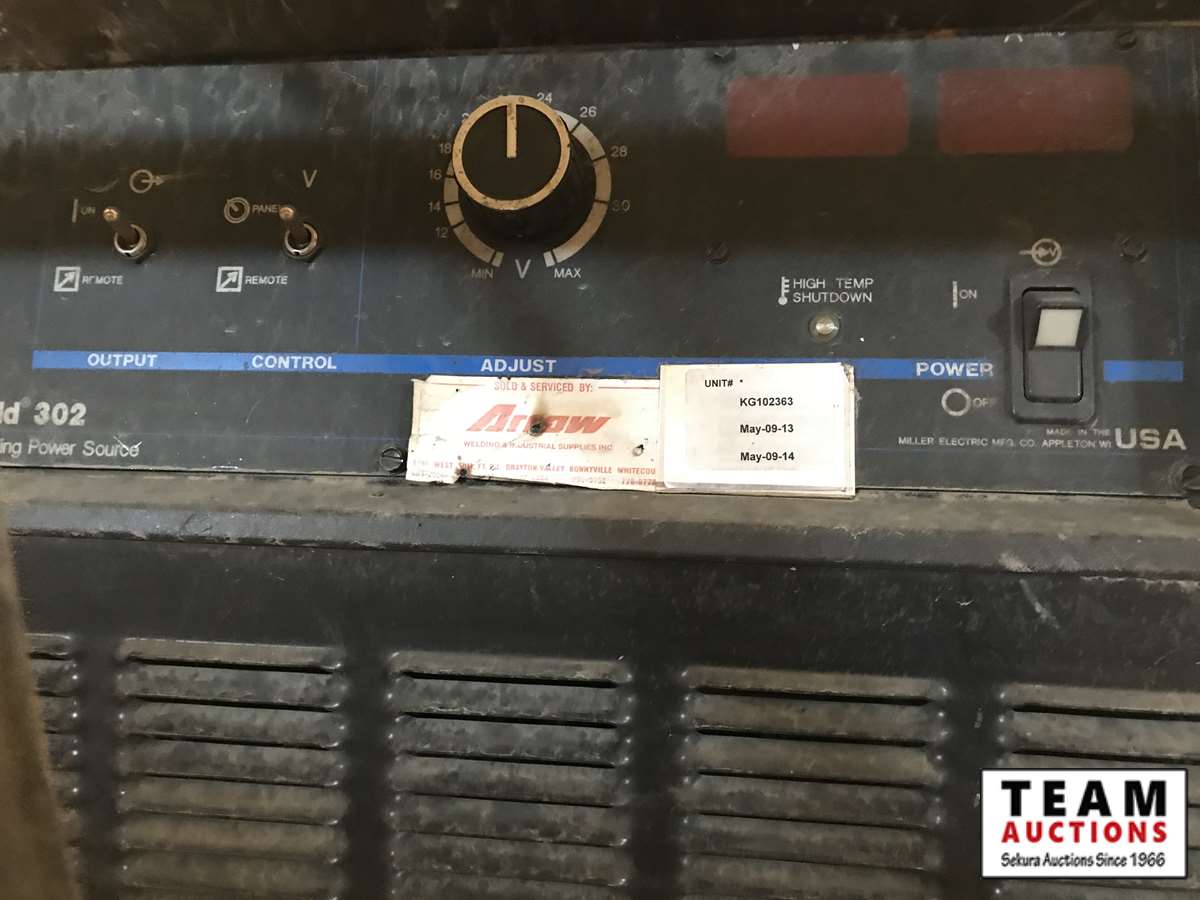 V
A
24
26
28
30
18
16
14
12
MIN V MAX
V
ON
PANEL
REMOTE
REMOTE
HIGH TEMP
SHUTDOWN
ON
OFF
OUTPUT CONTROL ADJUST POWER
302
Power Source
SOLD & SERVICED BY:
Arrow
WELDING & INDUSTRIAL SUPPLIES INC
DRAYTON VALLEY BONNYVILLE
UNIT#
KG102363
May-09-13
May-09-14
MADE IN THE
MILLER ELECTRIC MFG. CO. APPLETON WI USA
TEAM
AUCTIONS
Sekura Auctions Since 1966